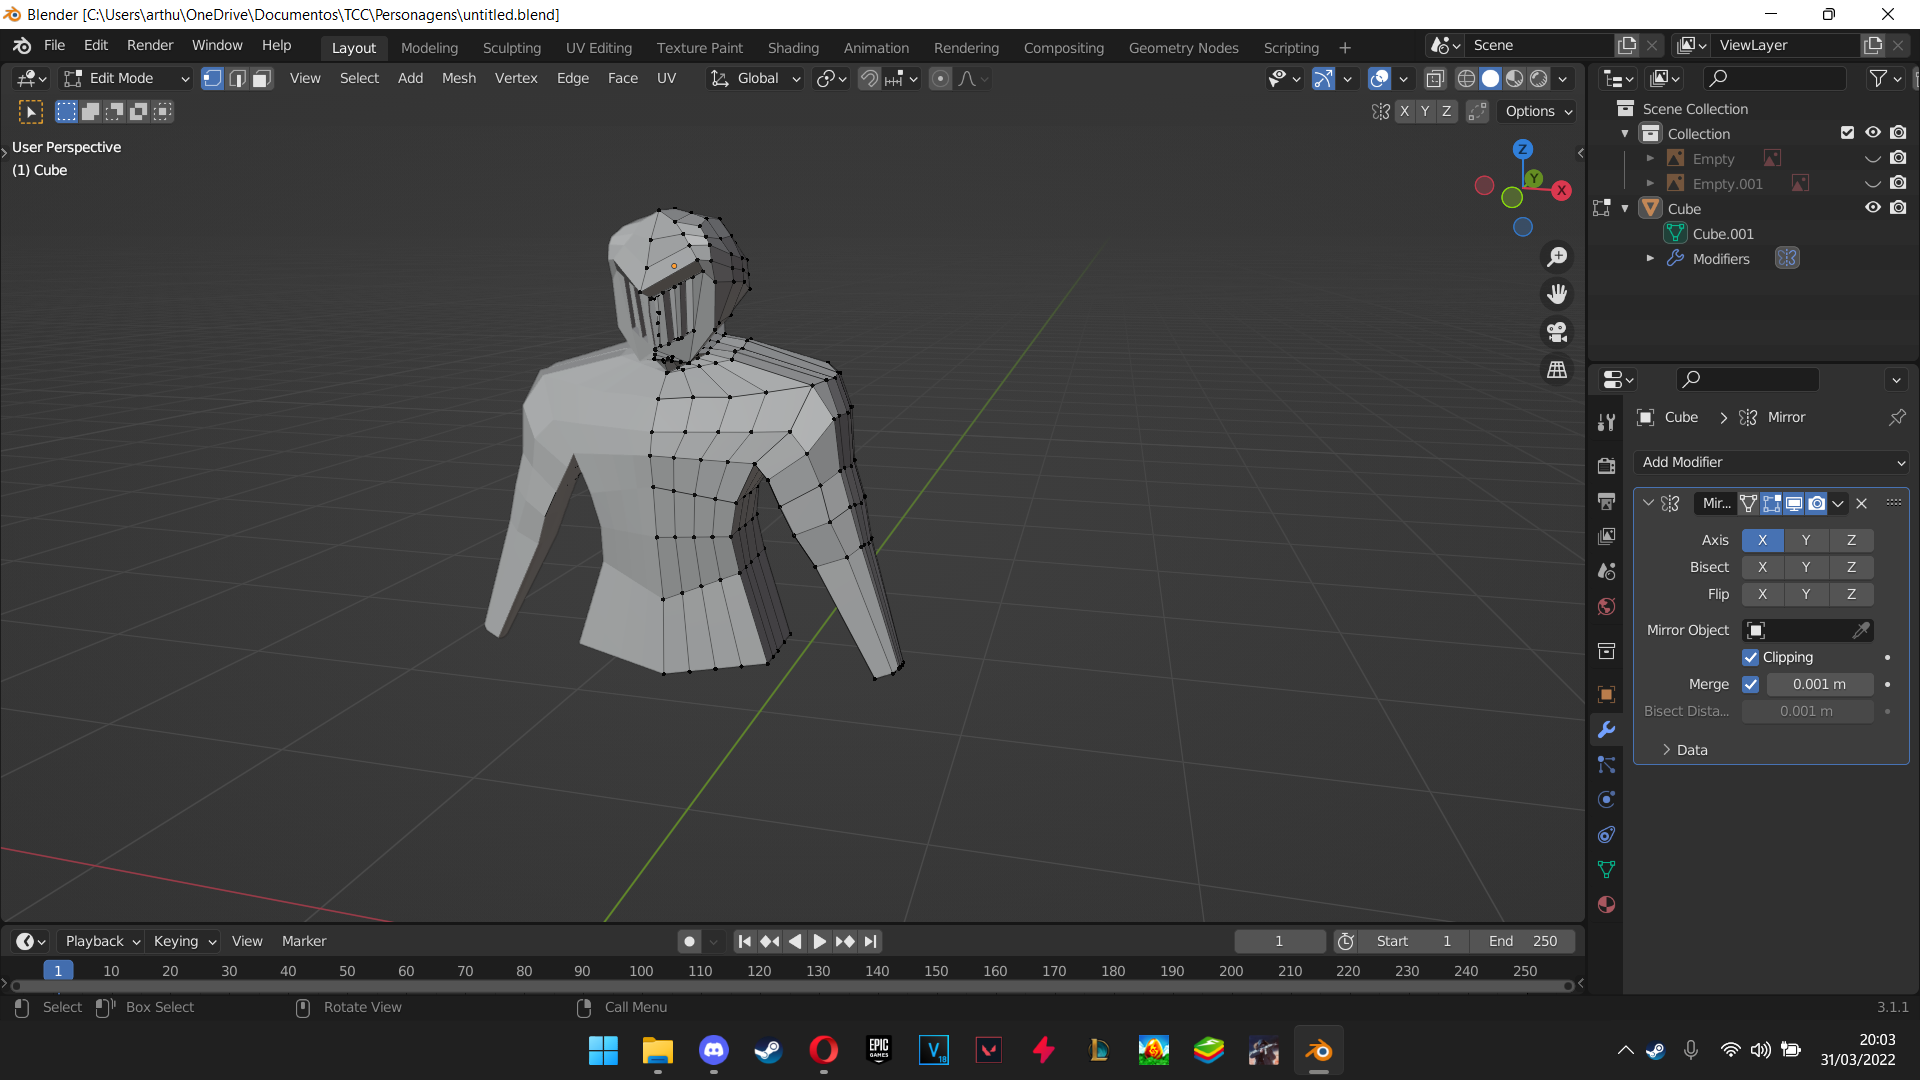 Blender [C:\Users\arthu\OneDrive\Documentos\TCC\Personagens\untitled.blend]
File Edit Render Window Help Layout Modeling Sculpting UV Editing Texture Paint Shading Animation Rendering Compositing Geometry Nodes Scripting + Scene ViewLayer
Edit Mode View Select Add Mesh Vertex Edge Face UV Global
X Y Z Options
User Perspective
(1) Cube
Z
Y
X
Scene Collection
Collection
Empty
Empty.001
Cube
Cube.001
Modifiers
Cube > Mirror
Add Modifier
Mir...
Axis X Y Z
Bisect X Y Z
Flip X Y Z
Mirror Object
Clipping
Merge 0.001 m
Bisect Dista... 0.001 m
Data
Playback Keying View Marker 1 Start 1 End 250
1 10 20 30 40 50 60 70 80 90 100 110 120 130 140 150 160 170 180 190 200 210 220 230 240 250
Select Box Select Rotate View Call Menu 3.1.1
EPIC GAMES
V 18
L
20:03
31/03/2022